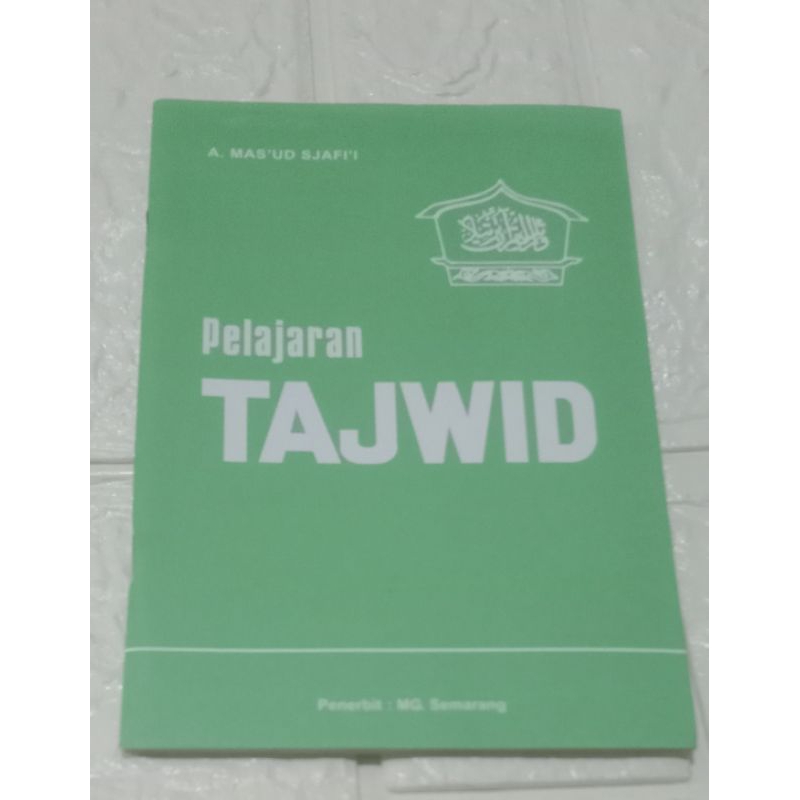 A. MAS'UD SJAFI'I
Pelajaran
TAJWID
Penerbit : MG. Semarang